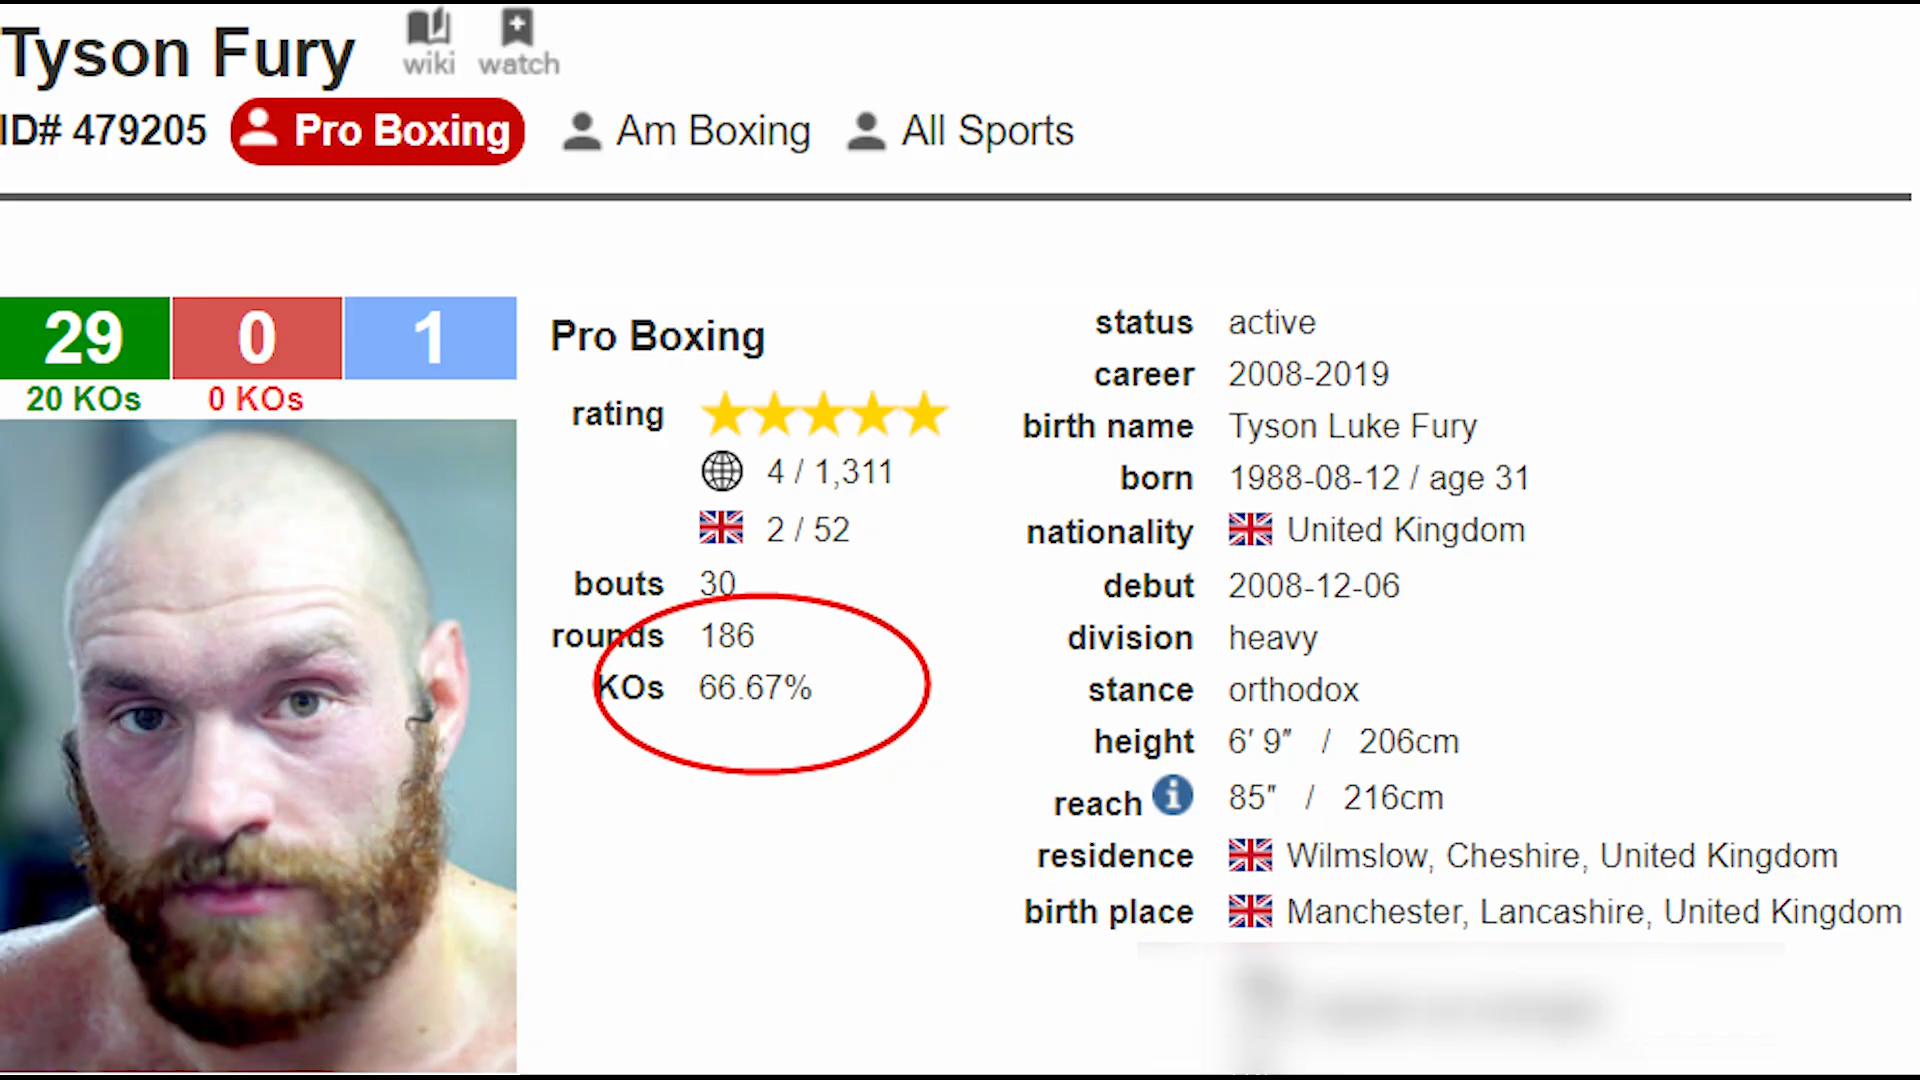 Tyson Fury
wiki watch
ID# 479205 Pro Boxing Am Boxing All Sports
29 0 1
20 KOs 0 KOs
Pro Boxing
rating
4 / 1,311
2 / 52
bouts 30
rounds 186
KOs 66.67%
status active
career 2008-2019
birth name Tyson Luke Fury
born 1988-08-12 / age 31
nationality United Kingdom
debut 2008-12-06
division heavy
stance orthodox
height 6′ 9″ / 206cm
reach i 85″ / 216cm
residence Wilmslow, Cheshire, United Kingdom
birth place Manchester, Lancashire, United Kingdom